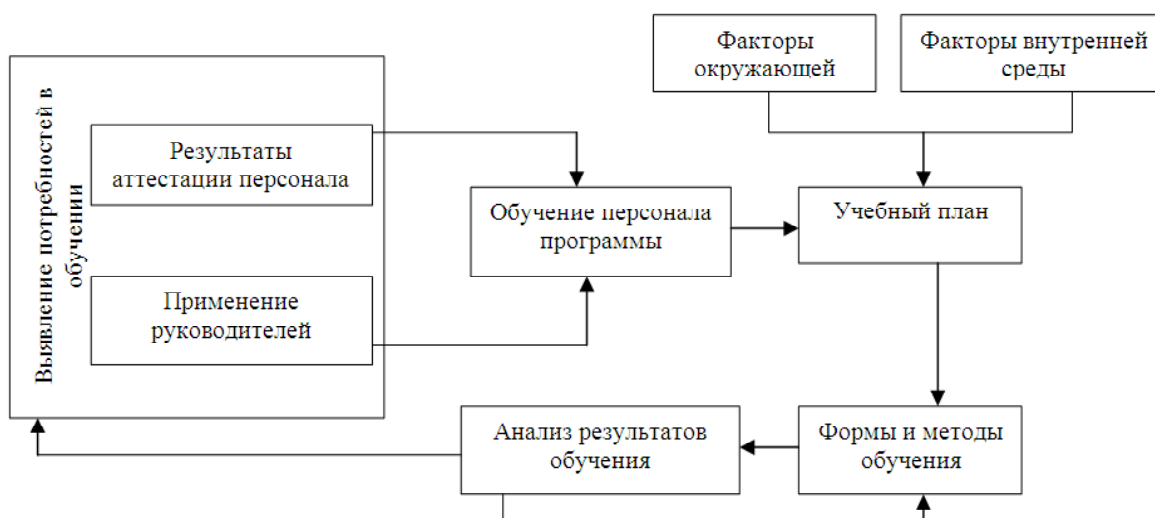 Факторы
окружающей
Факторы внутренней
среды
Выявление потребностей в
обучении
Результаты
аттестации персонала
Обучение персонала
программы
Учебный план
Применение
руководителей
Анализ результатов
обучения
Формы и методы
обучения